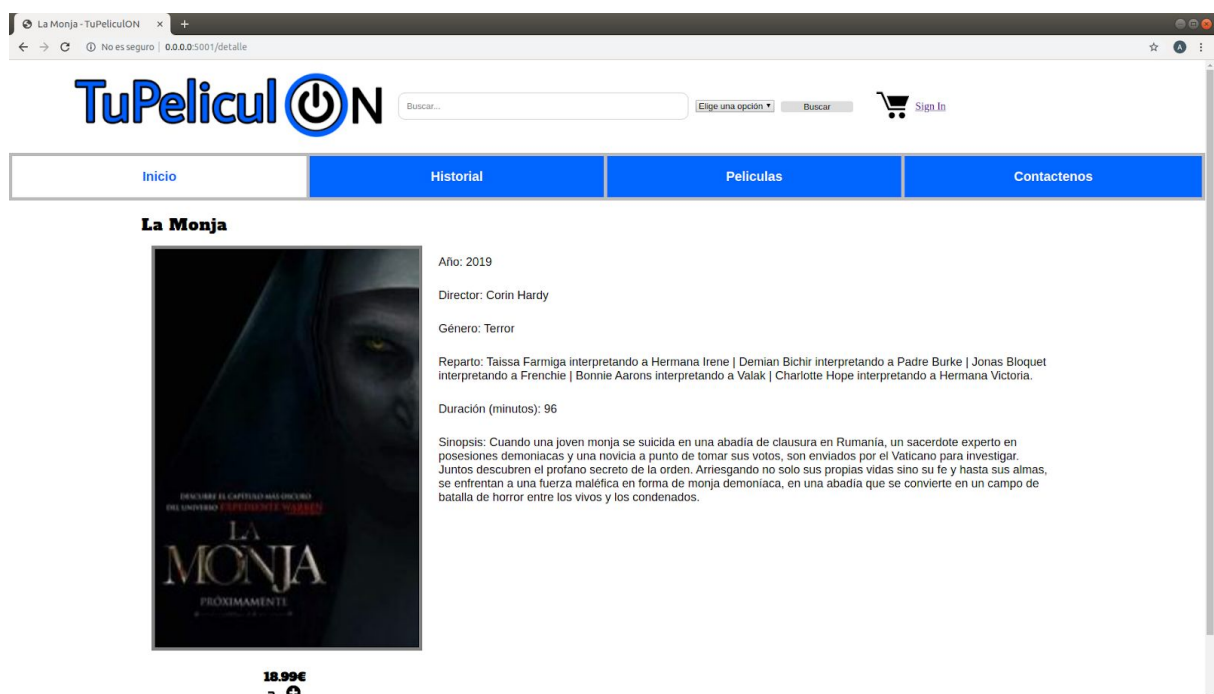 La Monja - TuPeliculON
No es seguro | 0.0.0.0:5001/detalle
A
TuPeliculON
Buscar...
Elige una opción
Buscar
Sign In
Inicio
Historial
Peliculas
Contactenos
La Monja
Año: 2019
Director: Corin Hardy
Género: Terror
Reparto: Taissa Farmiga interpretando a Hermana Irene | Demian Bichir interpretando a Padre Burke | Jonas Bloquet
interpretando a Frenchie | Bonnie Aarons interpretando a Valak | Charlotte Hope interpretando a Hermana Victoria.
Duración (minutos): 96
Sinopsis: Cuando una joven monja se suicida en una abadía de clausura en Rumanía, un sacerdote experto en
posesiones demoniacas y una novicia a punto de tomar sus votos, son enviados por el Vaticano para investigar.
Juntos descubren el profano secreto de la orden. Arriesgando no solo sus propias vidas sino su fe y hasta sus almas,
se enfrentan a una fuerza maléfica en forma de monja demoníaca, en una abadía que se convierte en un campo de
batalla de horror entre los vivos y los condenados.
DESCUBRE EL CAPÍTULO MÁS OSCURO
DEL UNIVERSO EXPEDIENTE WARREN
LA
MONJA
PRÓXIMAMENTE
18.99€